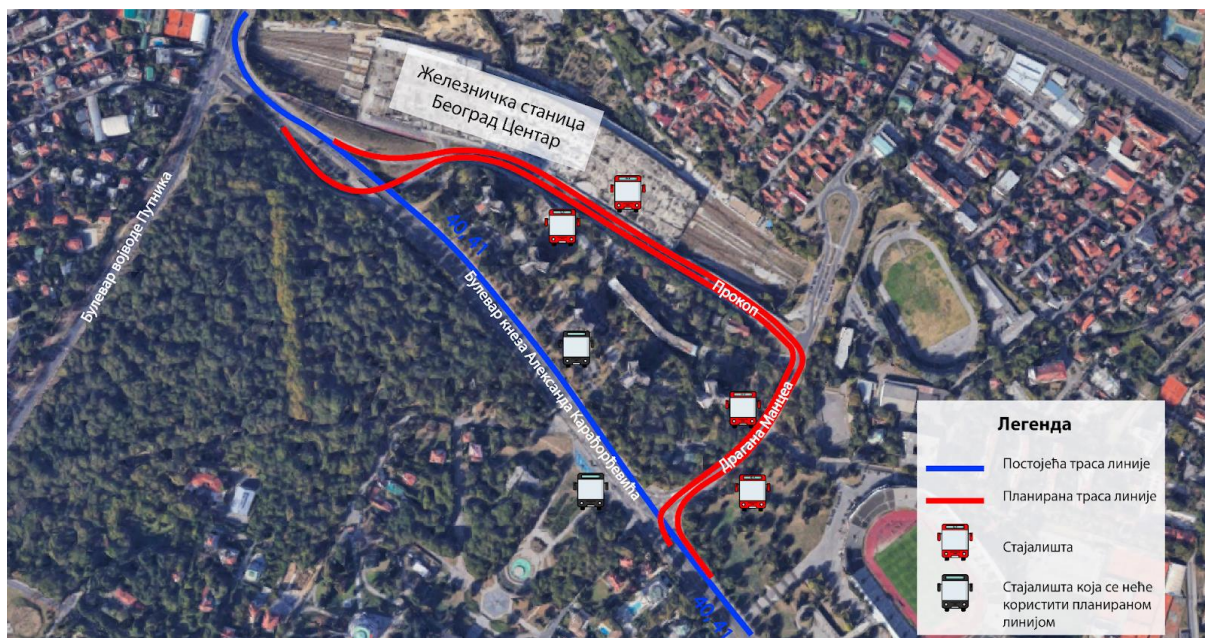 Железничка станица
Београд Центар
Булевар војводе Путника
40, 41
Булевар кнеза Александа Карађорђевића
Прокоп
Драгана Манцеа
40, 41
Легенда
Постојећа траса линије
Планирана траса линије
Стајалишта
Стајалишта која се неће
користити планираном
линијом